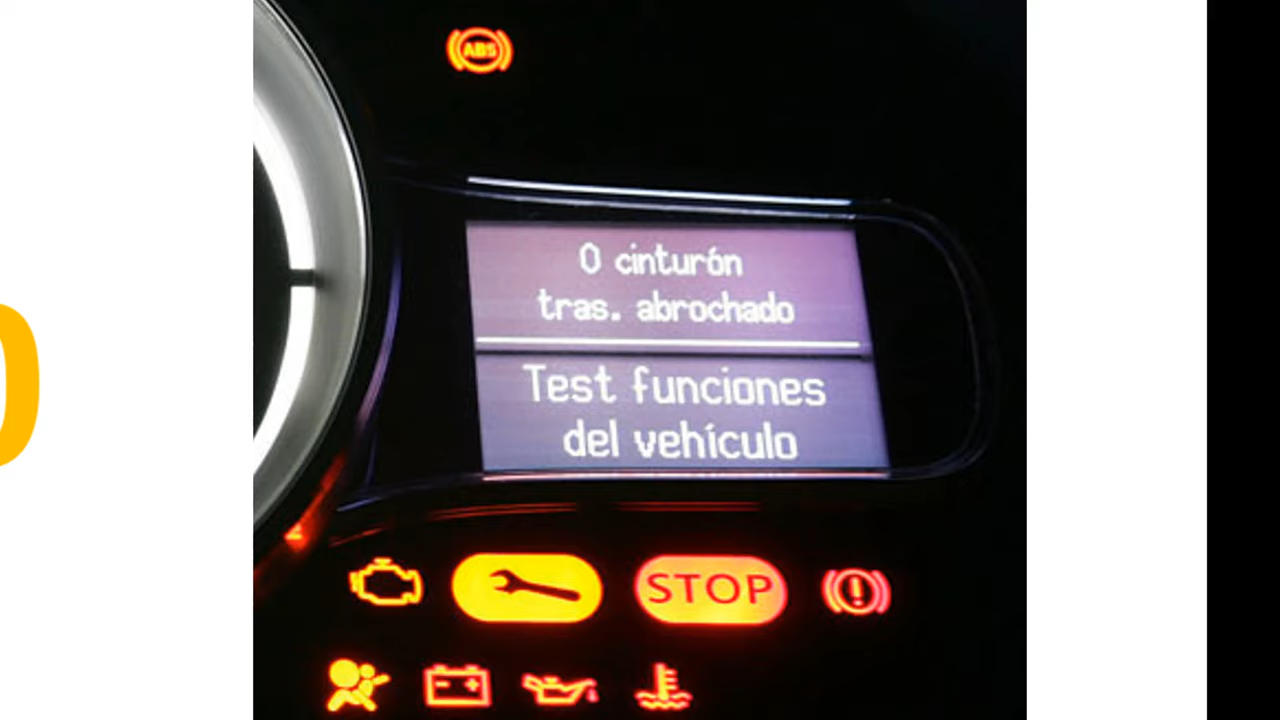 ABS
0 cinturón
tras. abrochado
Test funciones
del vehículo
STOP